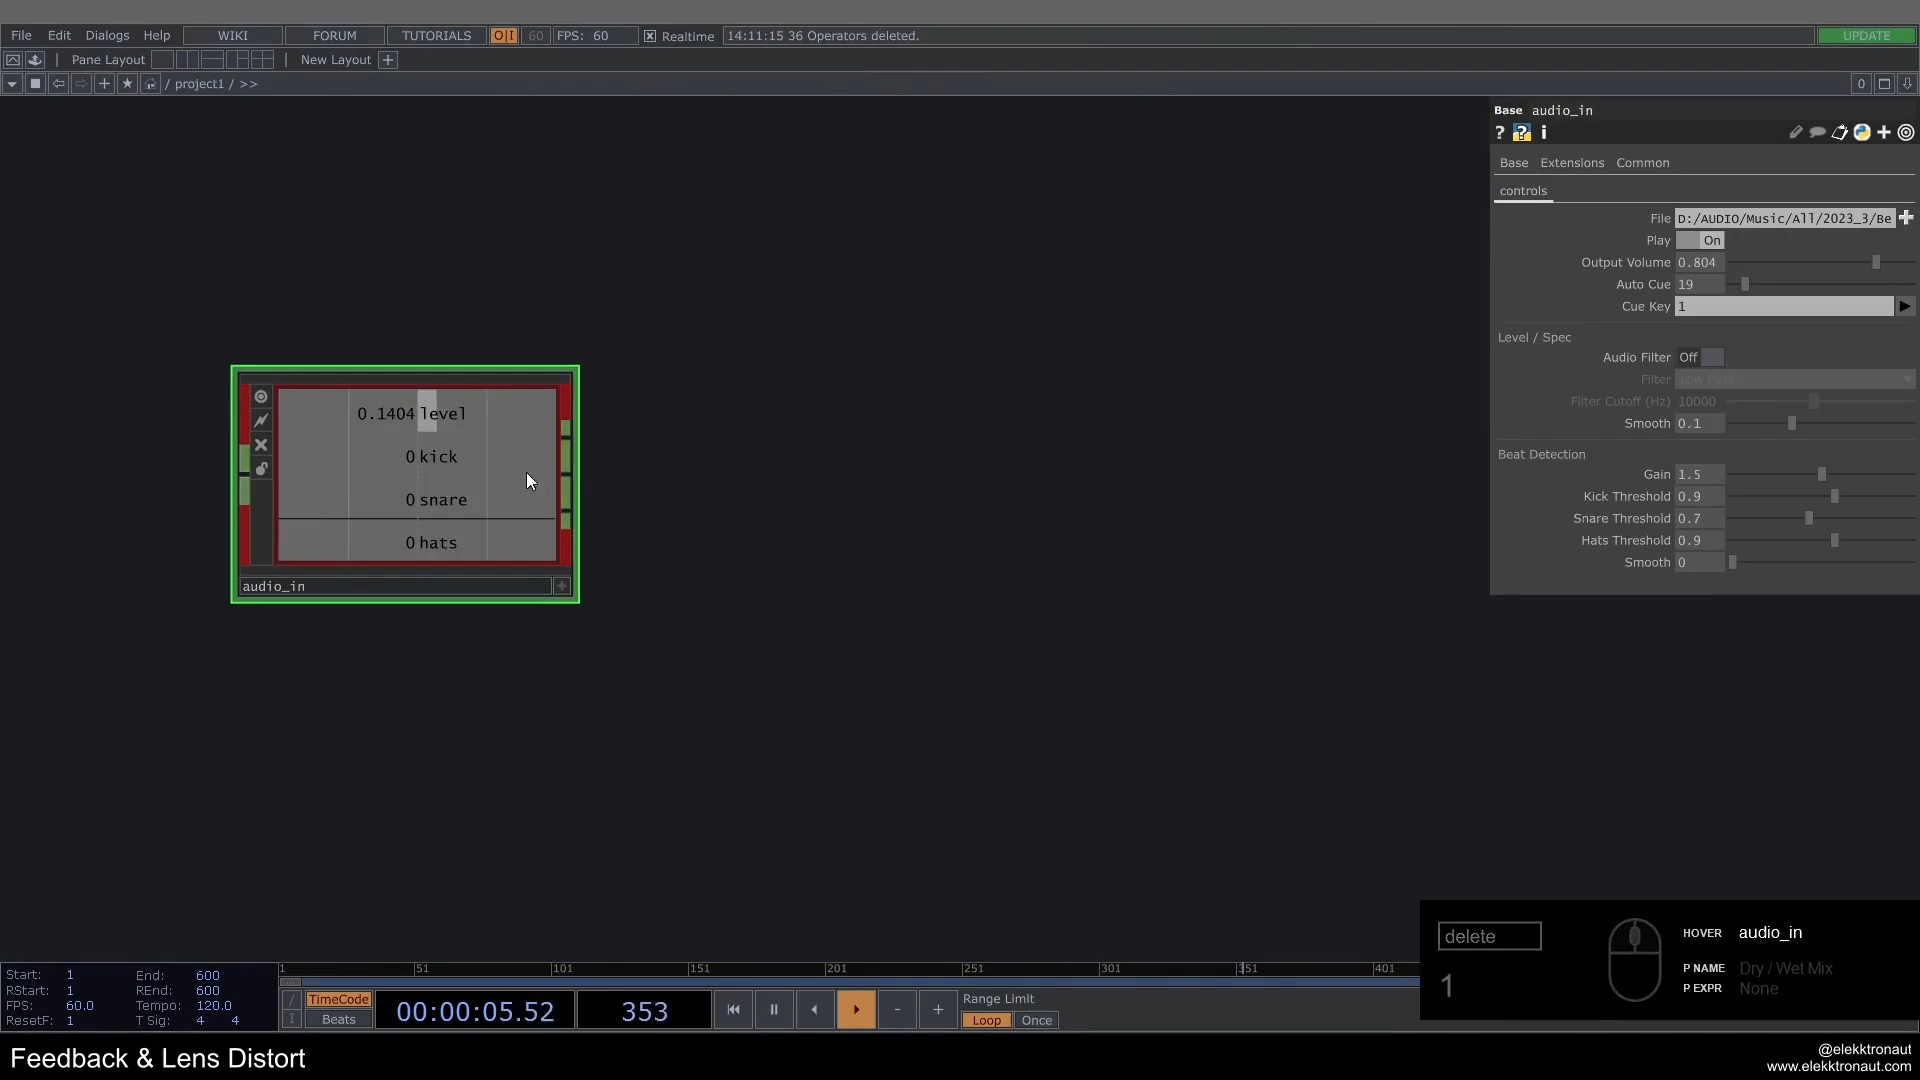 File Edit Dialogs Help WIKI FORUM TUTORIALS O|I 60 FPS: 60 Realtime 14:11:15 36 Operators deleted. UPDATE
Pane Layout New Layout +
/ project1 / >> 0
Base audio_in
? ? i
Base Extensions Common
controls
File D:/AUDIO/Music/All/2023_3/Be
Play On
Output Volume 0.804
Auto Cue 19
Cue Key 1
Level / Spec
Audio Filter Off
Filter Low Pass
Filter Cutoff (Hz) 10000
Smooth 0.1
Beat Detection
Gain 1.5
Kick Threshold 0.9
Snare Threshold 0.7
Hats Threshold 0.9
Smooth 0
0.1404 level
0 kick
0 snare
0 hats
audio_in
delete
1
HOVER audio_in
P NAME Dry / Wet Mix
P EXPR None
1 51 101 151 201 251 301 351 401
Start: 1 End: 600
RStart: 1 REnd: 600
FPS: 60.0 Tempo: 120.0
ResetF: 1 T Sig: 4 4
TimeCode
Beats
00:00:05.52 353
- +
Range Limit
Loop Once
Feedback & Lens Distort
@elekktronaut
www.elekktronaut.com